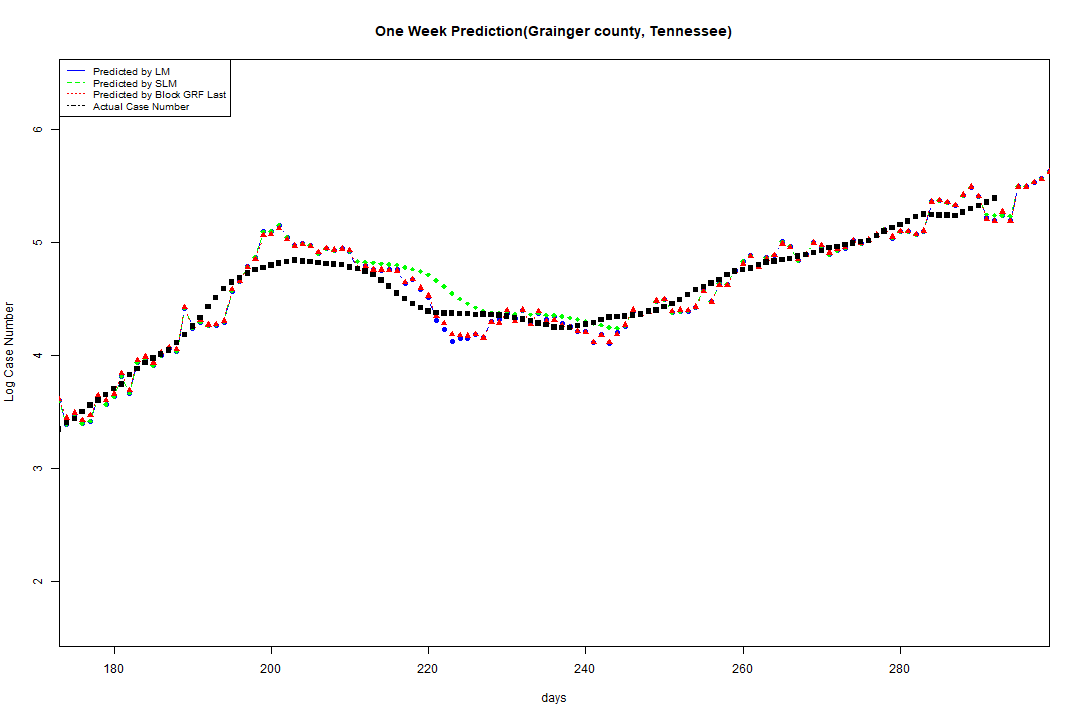 One Week Prediction(Grainger county, Tennessee)
Predicted by LM
Predicted by SLM
Predicted by Block GRF Last
Actual Case Number
6
5
4
3
2
Log Case Number
180 200 220 240 260 280
days